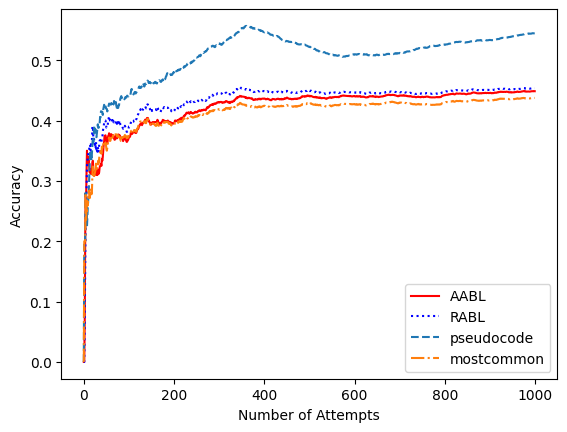 Accuracy
0.5
0.4
0.3
0.2
0.1
0.0
0 200 400 600 800 1000
Number of Attempts
AABL
RABL
pseudocode
mostcommon